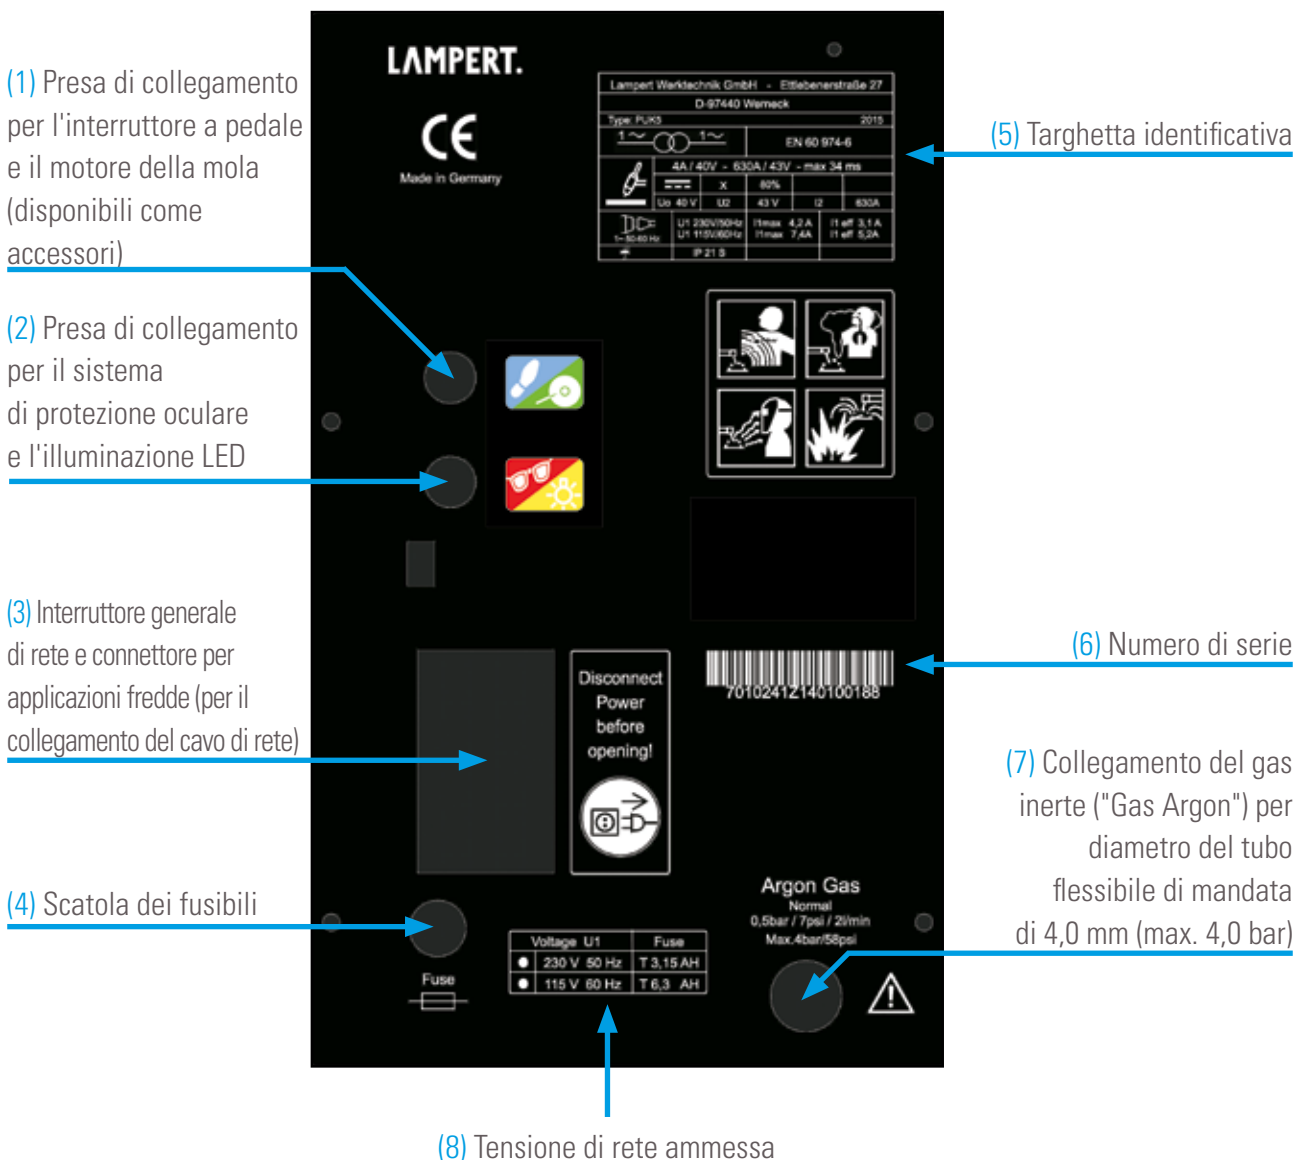 (1) Presa di collegamento
per l'interruttore a pedale
e il motore della mola
(disponibili come
accessori)
(2) Presa di collegamento
per il sistema
di protezione oculare
e l'illuminazione LED
(3) Interruttore generale
di rete e connettore per
applicazioni fredde (per il
collegamento del cavo di rete)
(4) Scatola dei fusibili
LAMPERT.
CE
Made in Germany
Lampert Werktechnik GmbH - Ettlebenerstraße 27
D-97440 Werneck
Type: PUK5 2015
1~ 1~ EN 60 974-6
4A / 40V - 630A / 43V - max 34 ms
X 80%
Uo 40 V U2 43 V I2 630A
U1 230V/50Hz I1max 4,2 A I1 eff 3,1 A
1~ 50-60 Hz U1 115V/60Hz I1max 7,4A I1 eff 5,2A
IP 21 S
Disconnect
Power
before
opening!
7010241Z140100188
Argon Gas
Normal
0,5bar / 7psi / 2l/min
Max.4bar/58psi
Fuse
Voltage U1 Fuse
230 V 50 Hz T 3,15 AH
115 V 60 Hz T 6,3 AH
(5) Targhetta identificativa
(6) Numero di serie
(7) Collegamento del gas
inerte ("Gas Argon") per
diametro del tubo
flessibile di mandata
di 4,0 mm (max. 4,0 bar)
(8) Tensione di rete ammessa